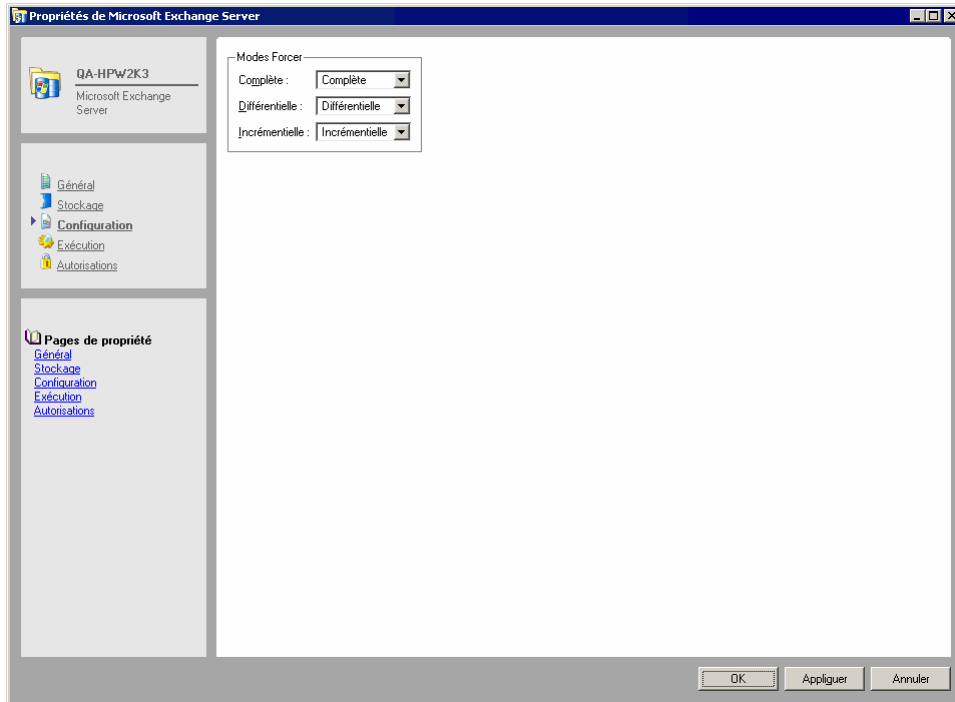 Propriétés de Microsoft Exchange Server
QA-HPW2K3
Microsoft Exchange
Server
Général
Stockage
Configuration
Exécution
Autorisations
Pages de propriété
Général
Stockage
Configuration
Exécution
Autorisations
Modes Forcer
Complète : Complète
Différentielle : Différentielle
Incrémentielle : Incrémentielle
OK Appliquer Annuler